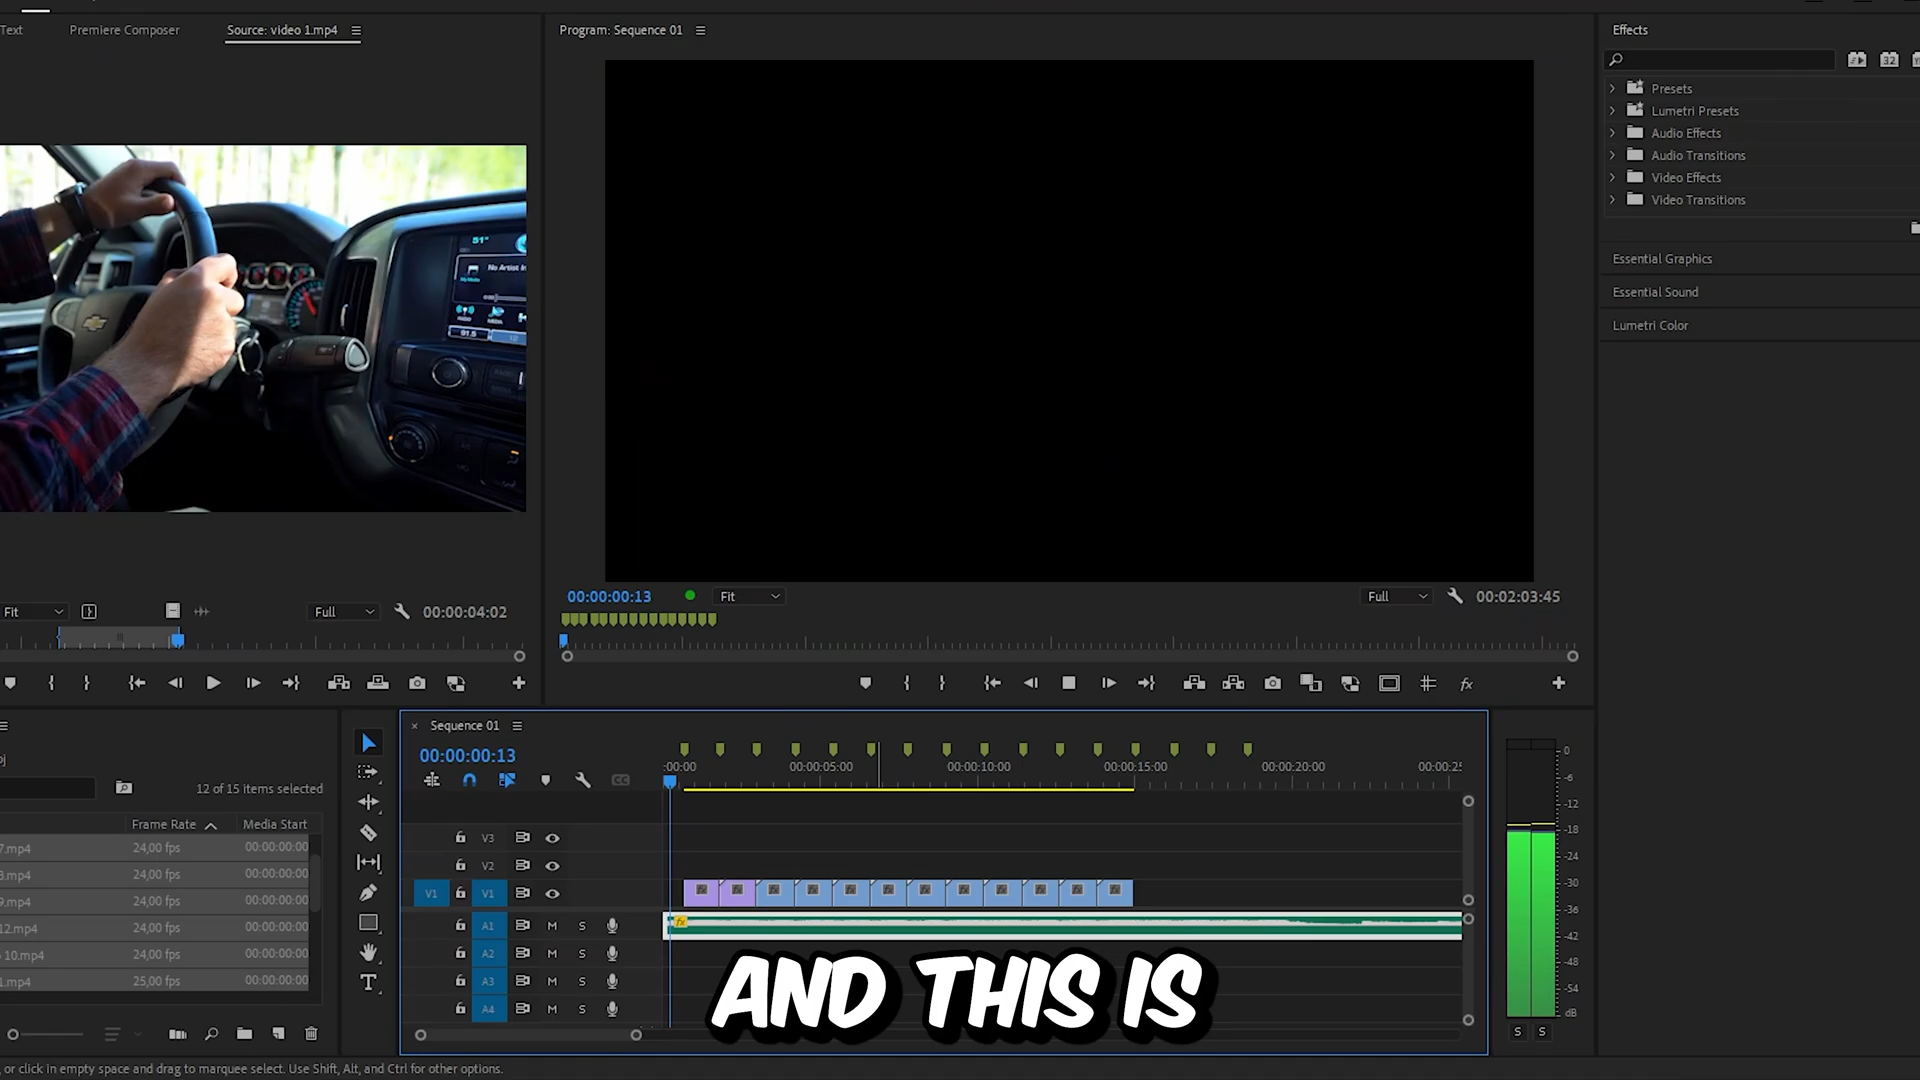 Text
Premiere Composer
Source: video 1.mp4
Program: Sequence 01
Effects
32
Presets
Lumetri Presets
Audio Effects
Audio Transitions
Video Effects
Video Transitions
Essential Graphics
Essential Sound
Lumetri Color
51°
No Artist In
91.5
Fit
Full
00:00:04:02
00:00:00:13
Fit
Full
00:02:03:45
fx
Sequence 01
00:00:00:13
:00:00
00:00:05:00
00:00:10:00
00:00:15:00
00:00:20:00
00:00:25
12 of 15 items selected
Frame Rate
Media Start
7.mp4
24,00 fps
00:00:00:00
3.mp4
24,00 fps
00:00:00:00
9.mp4
24,00 fps
00:00:00:00
12.mp4
24,00 fps
00:00:00:00
10.mp4
24,00 fps
00:00:00:00
1.mp4
25,00 fps
00:00:00:00
V3
V2
V1
V1
A1
M
S
A2
M
S
A3
M
S
A4
M
S
0
-6
-12
-18
-24
-30
-36
-42
-48
-54
dB
S
S
AND THIS IS
, or click in empty space and drag to marquee select. Use Shift, Alt, and Ctrl for other options.